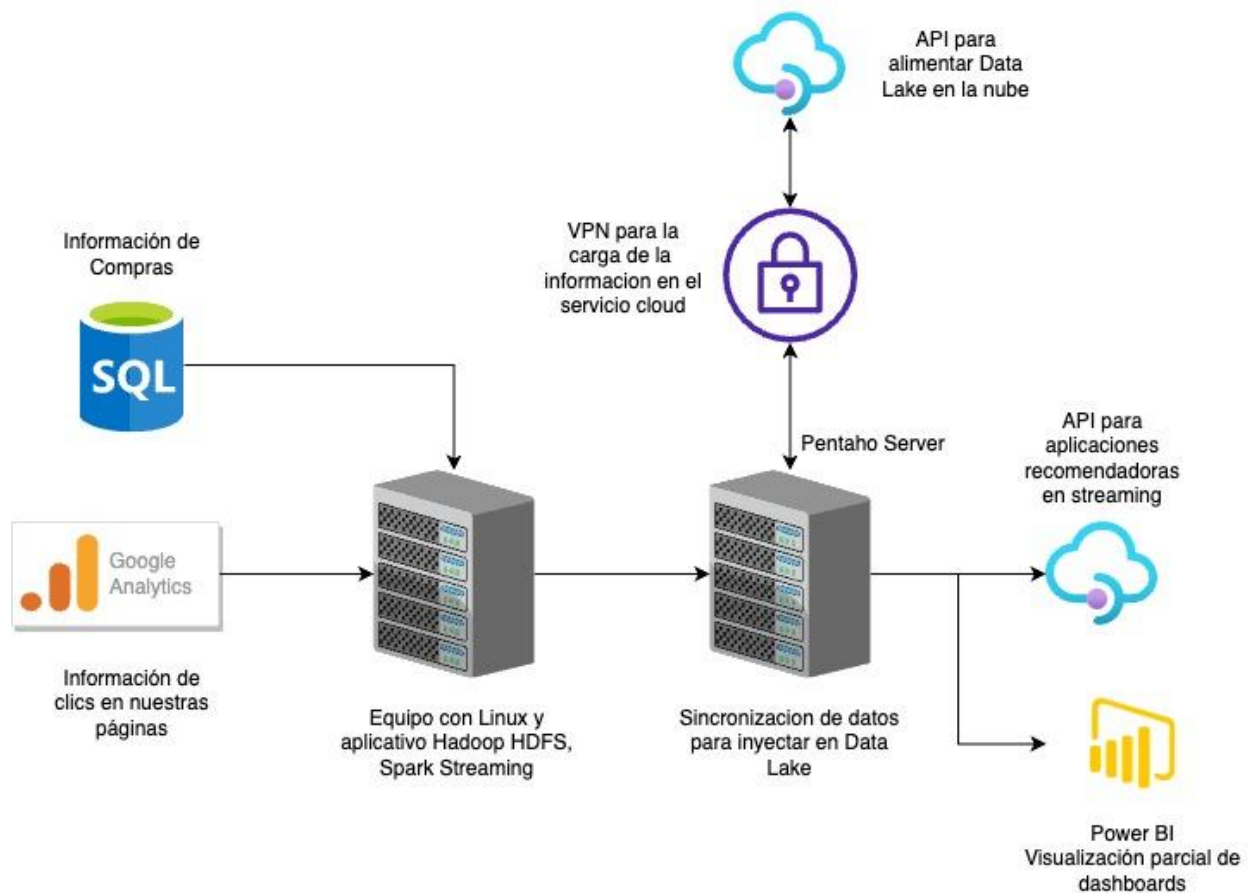 API para
alimentar Data
Lake en la nube
VPN para la
carga de la
informacion en el
servicio cloud
Información de
Compras
SQL
Pentaho Server
API para
aplicaciones
recomendadoras
en streaming
Google
Analytics
Información de
clics en nuestras
páginas
Equipo con Linux y
aplicativo Hadoop HDFS,
Spark Streaming
Sincronizacion de datos
para inyectar en Data
Lake
Power BI
Visualización parcial de
dashboards